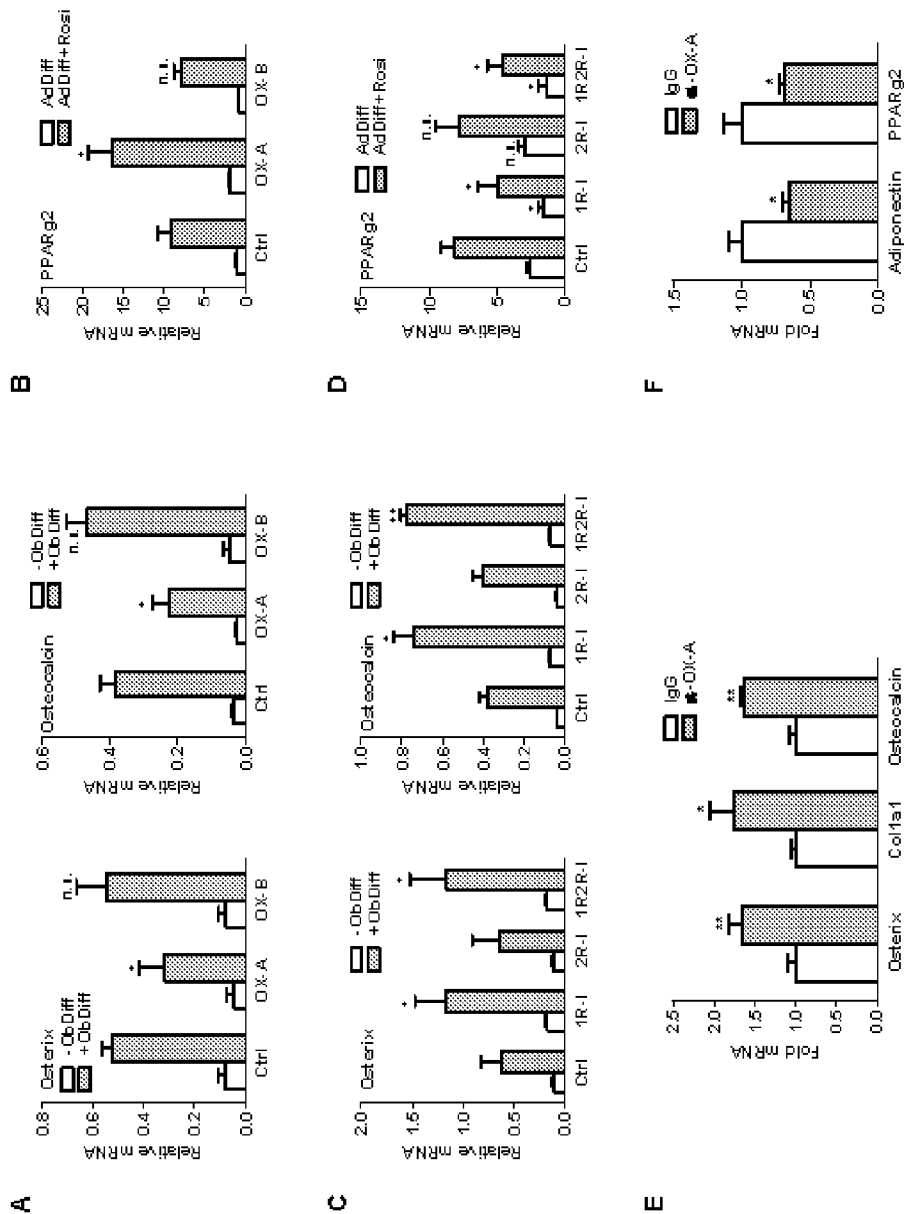 A
Osterix
- ObDiff
+ ObDiff
Relative mRNA
0.8
0.6
0.4
0.2
0.0
*
n.s.
Ctrl
OX-A
OX-B
Osteocalcin
- ObDiff
+ ObDiff
Relative mRNA
0.6
0.4
0.2
0.0
*
n.s.
Ctrl
OX-A
OX-B
B
PPARg2
AdDiff
AdDiff+Rosi
Relative mRNA
25
20
15
10
5
0
*
n.s.
Ctrl
OX-A
OX-B
C
Osterix
- ObDiff
+ ObDiff
Relative mRNA
2.0
1.5
1.0
0.5
0.0
*
*
Ctrl
1R-I
2R-I
1R2R-I
Osteocalcin
- ObDiff
+ ObDiff
Relative mRNA
1.0
0.8
0.6
0.4
0.2
0.0
*
**
Ctrl
1R-I
2R-I
1R2R-I
D
PPARg2
AdDiff
AdDiff+Rosi
Relative mRNA
15
10
5
0
*
*
n.s.
n.s.
*
*
Ctrl
1R-I
2R-I
1R2R-I
E
IgG
-OX-A
Fold mRNA
2.5
2.0
1.5
1.0
0.5
0.0
**
*
**
Osterix
Col1a1
Osteocalcin
F
IgG
-OX-A
Fold mRNA
1.5
1.0
0.5
0.0
*
*
Adiponectin
PPARg2